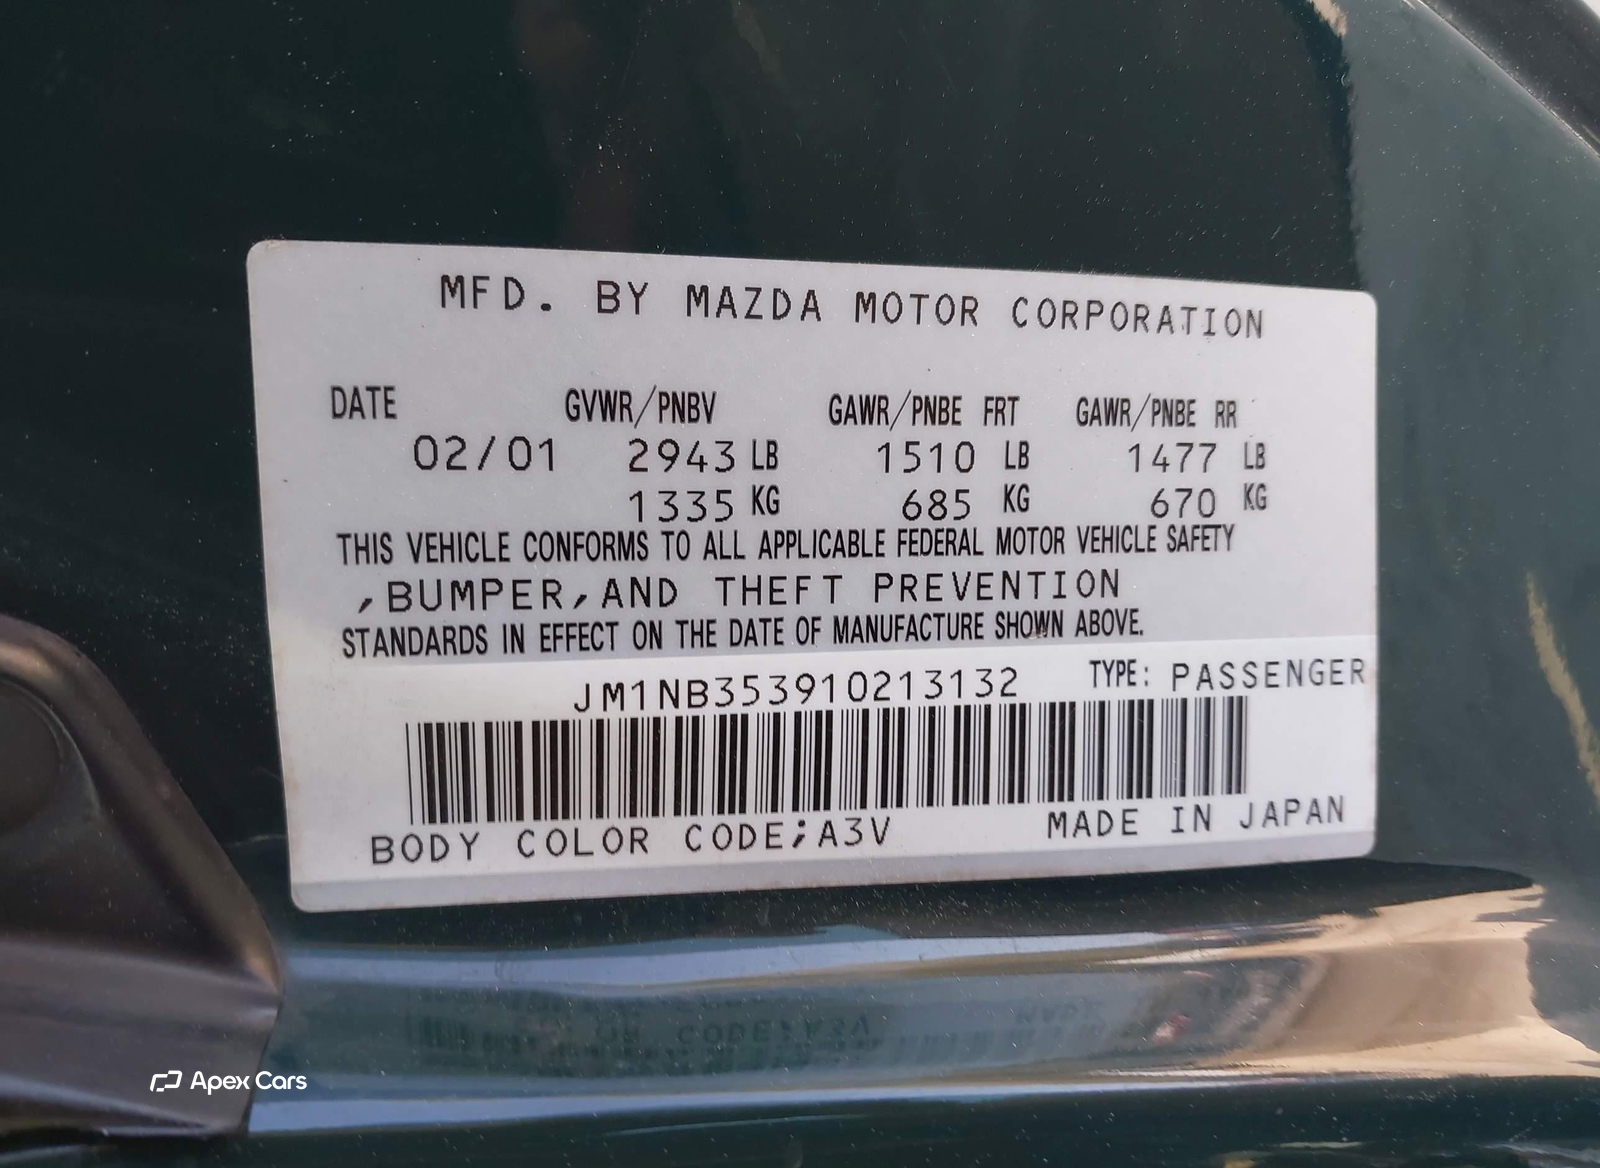 MFD. BY MAZDA MOTOR CORPORATION
DATE GVWR/PNBV GAWR/PNBE FRT GAWR/PNBE RR
02/01 2943 LB 1510 LB 1477 LB
1335 KG 685 KG 670 KG
THIS VEHICLE CONFORMS TO ALL APPLICABLE FEDERAL MOTOR VEHICLE SAFETY
,BUMPER,AND THEFT PREVENTION
STANDARDS IN EFFECT ON THE DATE OF MANUFACTURE SHOWN ABOVE.
JM1NB353910213132 TYPE: PASSENGER
BODY COLOR CODE;A3V MADE IN JAPAN
Apex Cars